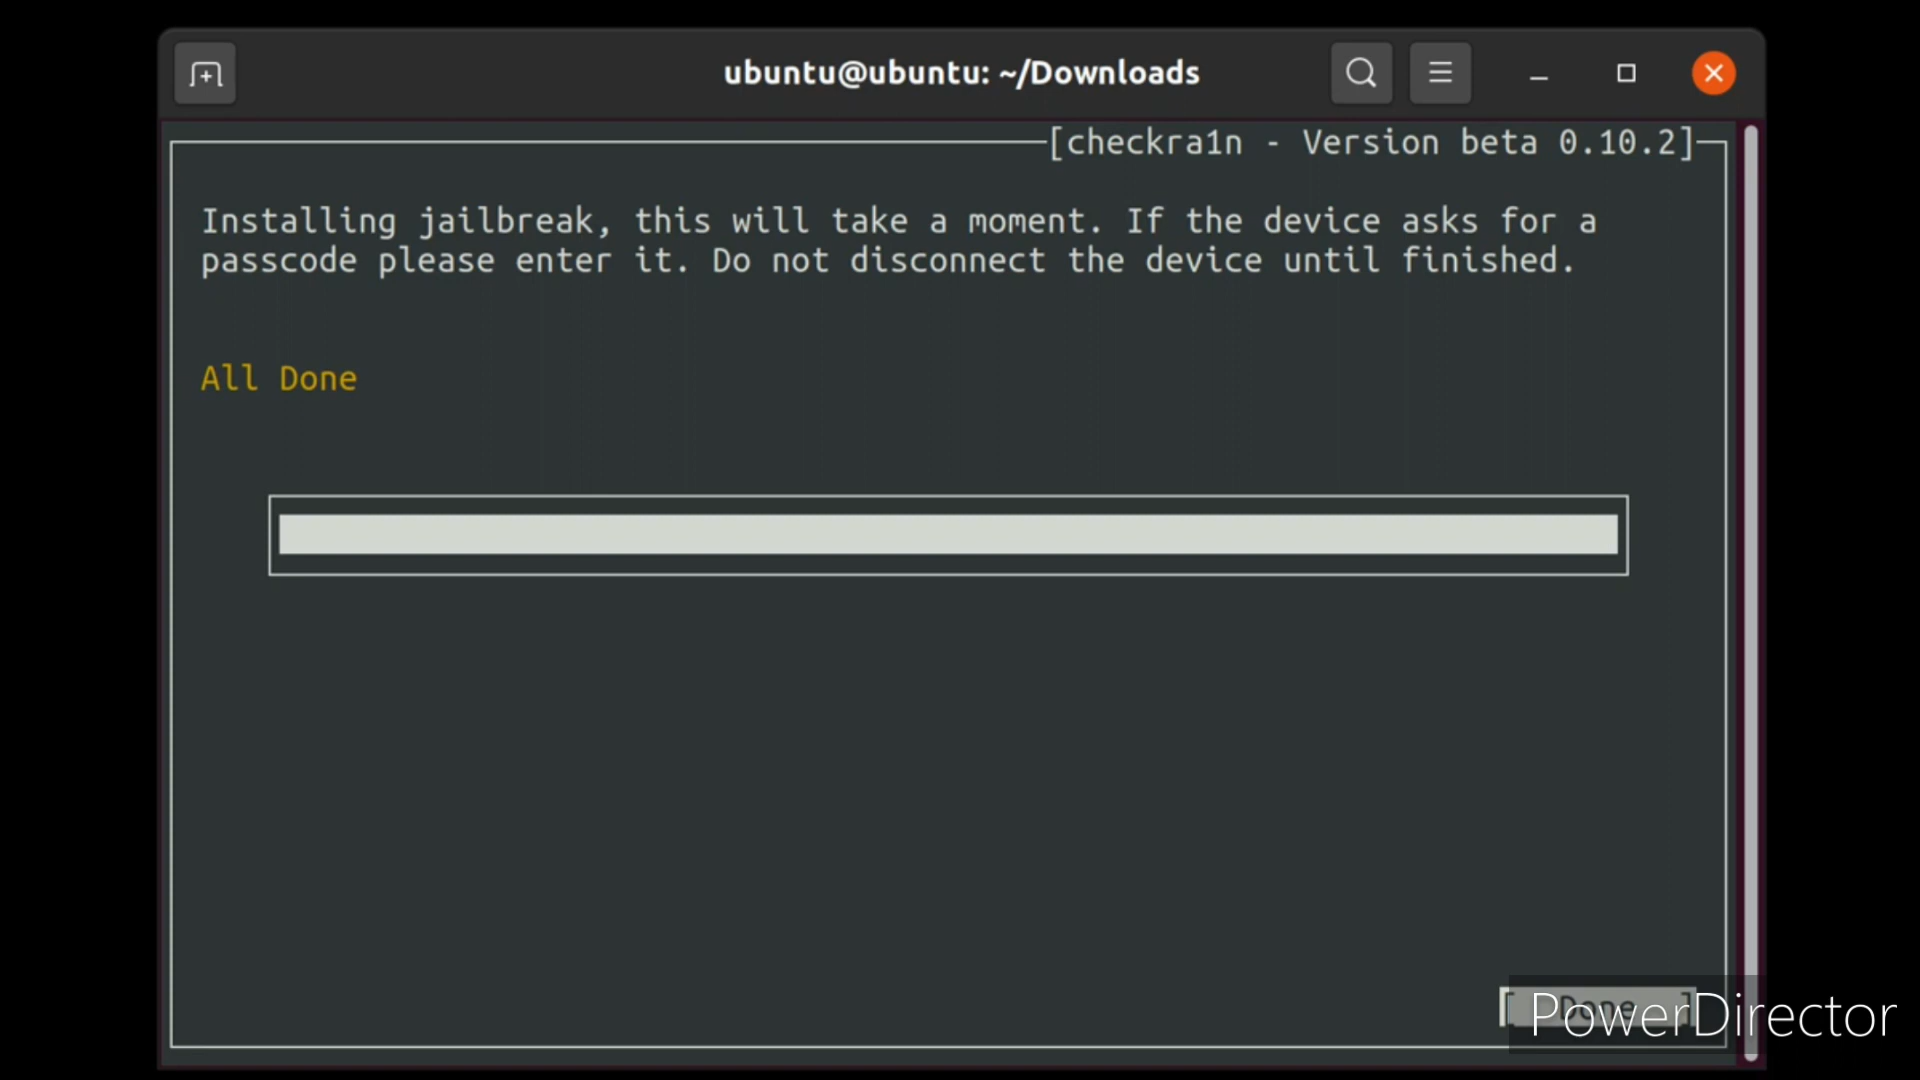 ubuntu@ubuntu: ~/Downloads
[checkra1n - Version beta 0.10.2]
Installing jailbreak, this will take a moment. If the device asks for a
passcode please enter it. Do not disconnect the device until finished.
All Done
[ Done ]
PowerDirector